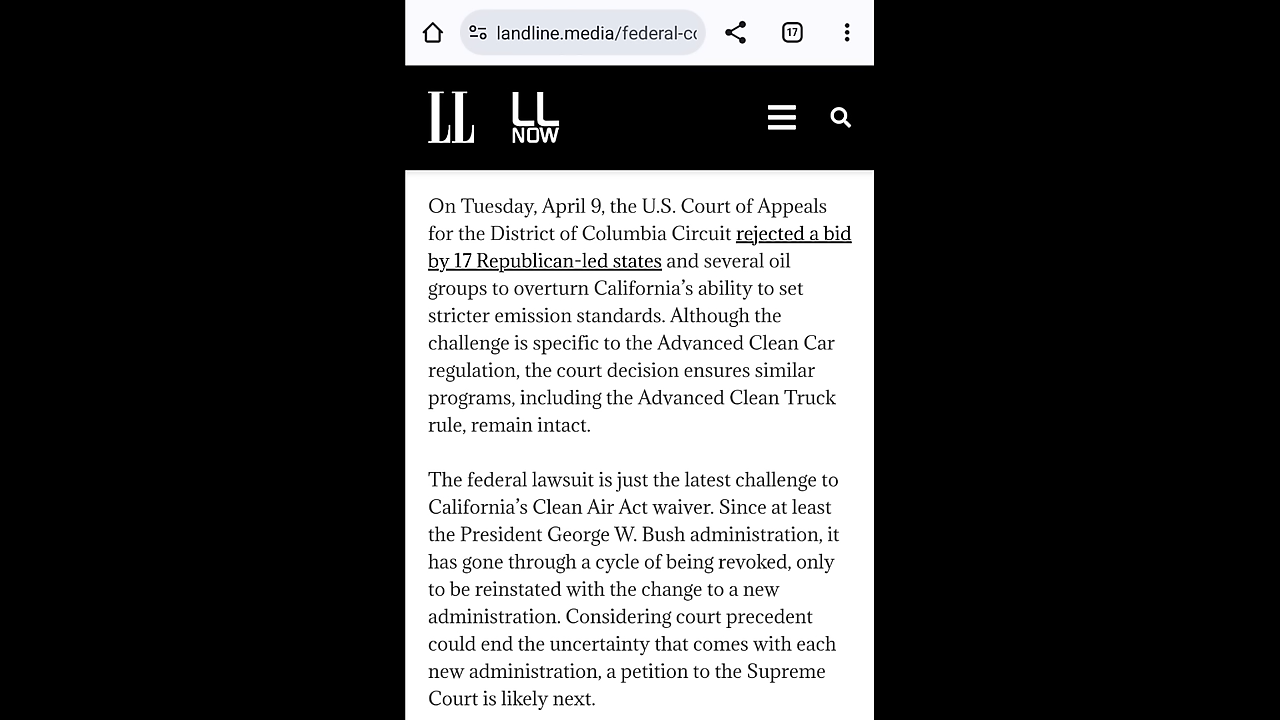 landline.media/federal-co
17
LL
LL
NOW
On Tuesday, April 9, the U.S. Court of Appeals
for the District of Columbia Circuit rejected a bid
by 17 Republican-led states and several oil
groups to overturn California’s ability to set
stricter emission standards. Although the
challenge is specific to the Advanced Clean Car
regulation, the court decision ensures similar
programs, including the Advanced Clean Truck
rule, remain intact.
The federal lawsuit is just the latest challenge to
California’s Clean Air Act waiver. Since at least
the President George W. Bush administration, it
has gone through a cycle of being revoked, only
to be reinstated with the change to a new
administration. Considering court precedent
could end the uncertainty that comes with each
new administration, a petition to the Supreme
Court is likely next.